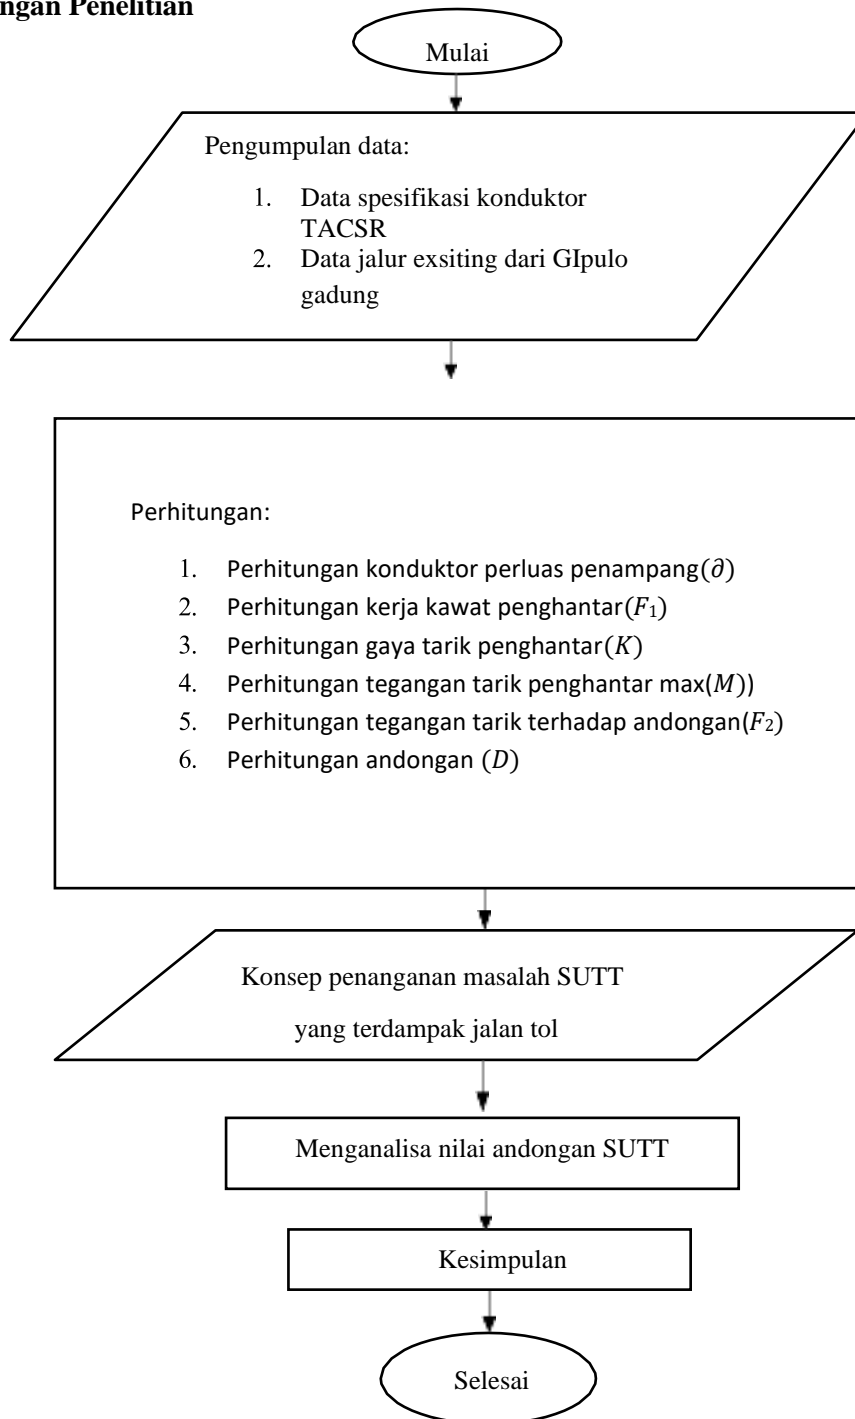 ngan Penelitian
Mulai
Pengumpulan data:
1. Data spesifikasi konduktor
TACSR
2. Data jalur exsiting dari GIpulo
gadung
Perhitungan:
1. Perhitungan konduktor perluas penampang(∂)
2. Perhitungan kerja kawat penghantar(F₁)
3. Perhitungan gaya tarik penghantar(K)
4. Perhitungan tegangan tarik penghantar max(M))
5. Perhitungan tegangan tarik terhadap andongan(F₂)
6. Perhitungan andongan (D)
Konsep penanganan masalah SUTT
yang terdampak jalan tol
Menganalisa nilai andongan SUTT
Kesimpulan
Selesai